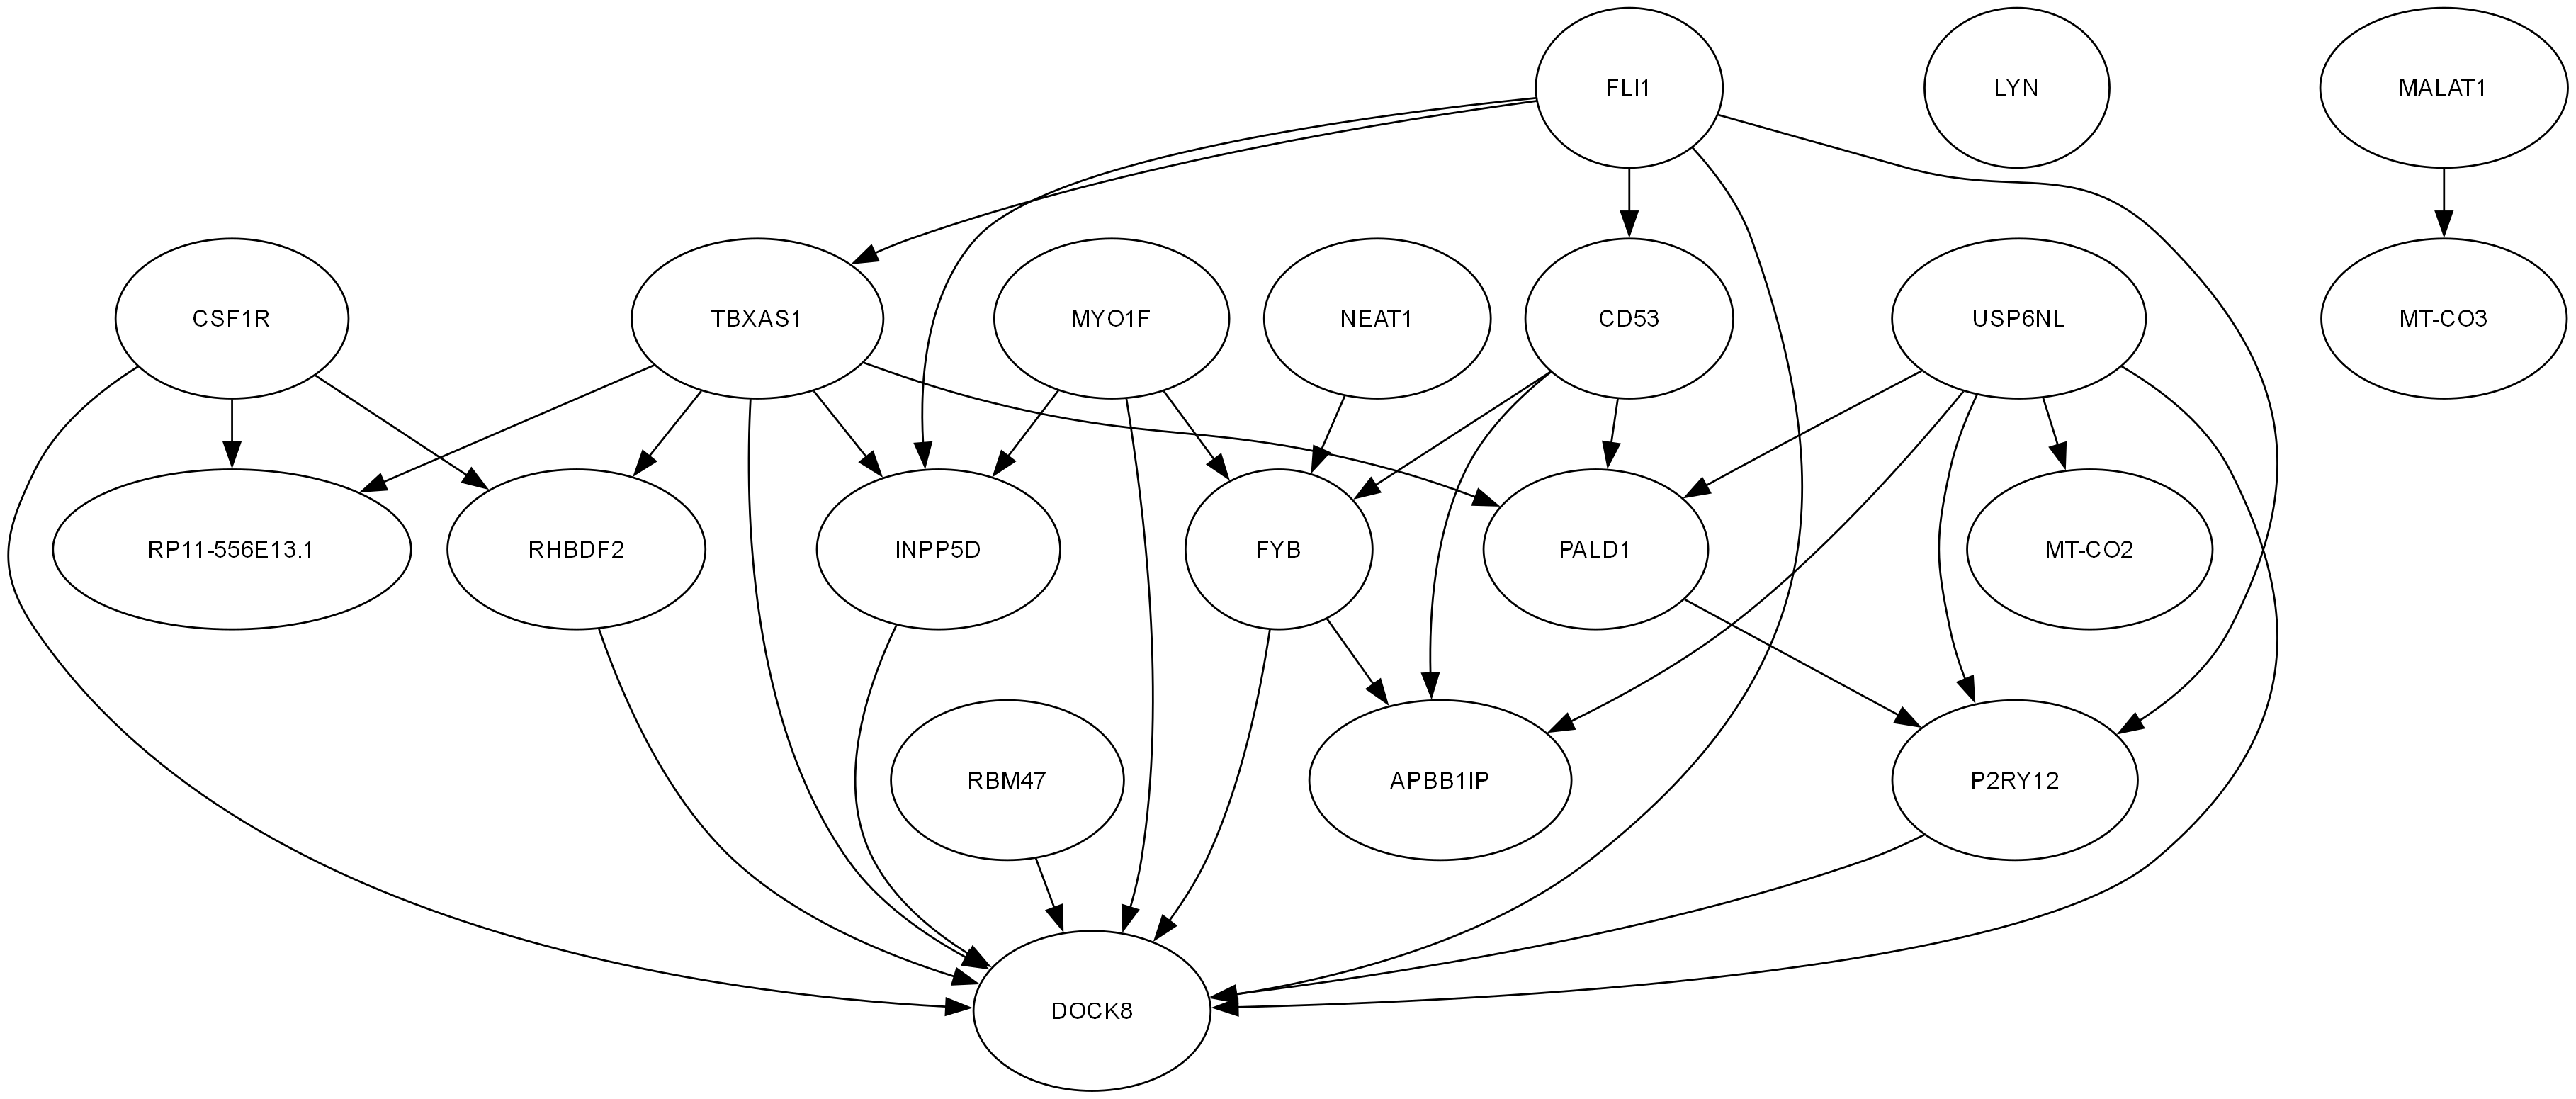 FLI1
LYN
MALAT1
CSF1R
TBXAS1
MYO1F
NEAT1
CD53
USP6NL
MT-CO3
RP11-556E13.1
RHBDF2
INPP5D
FYB
PALD1
MT-CO2
RBM47
APBB1IP
P2RY12
DOCK8